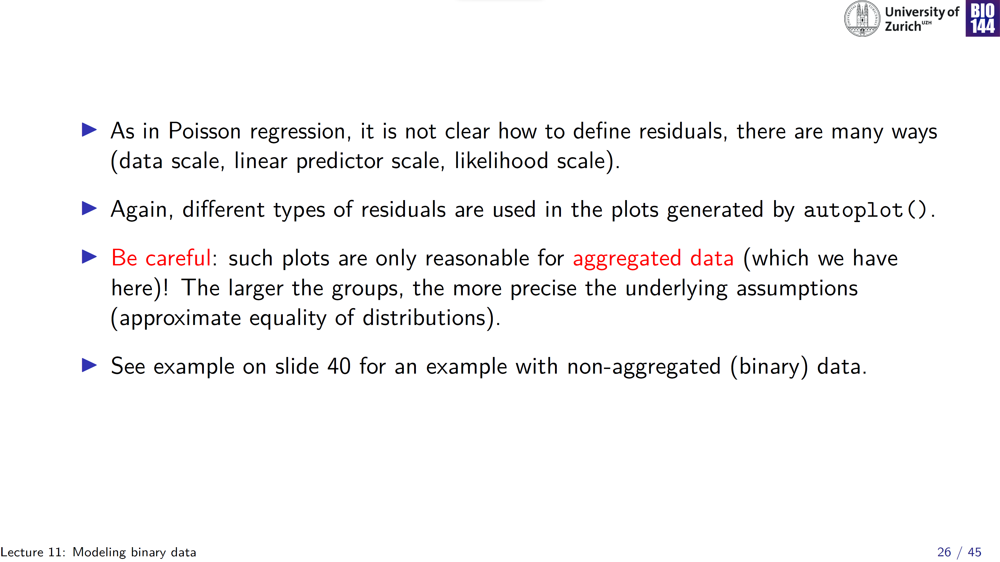 University of
Zurich UZH
BIO
144
▶ As in Poisson regression, it is not clear how to define residuals, there are many ways
(data scale, linear predictor scale, likelihood scale).
▶ Again, different types of residuals are used in the plots generated by autoplot().
▶ Be careful: such plots are only reasonable for aggregated data (which we have
here)! The larger the groups, the more precise the underlying assumptions
(approximate equality of distributions).
▶ See example on slide 40 for an example with non-aggregated (binary) data.
Lecture 11: Modeling binary data
26 / 45